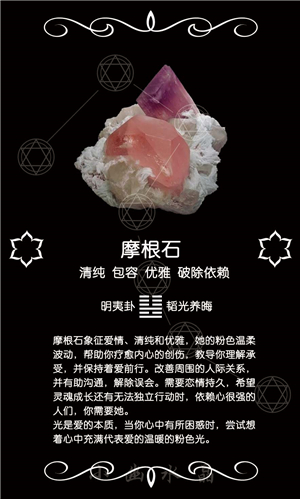 摩根石
清纯 包容 优雅 破除依赖
明夷卦 韬光养晦
摩根石象征爱情、清纯和优雅，她的粉色温柔
波动，帮助你疗愈内心的创伤。教导你理解承
受，并保持着爱前行。改善周围的人际关系，
并有助沟通，解除误会。需要恋情持久，希望
灵魂成长还有无法独立行动时，依赖心很强的
人们，你需要她。
光是爱的本质，当你心中有所困惑时，尝试想
着心中充满代表爱的温暖的粉色光。